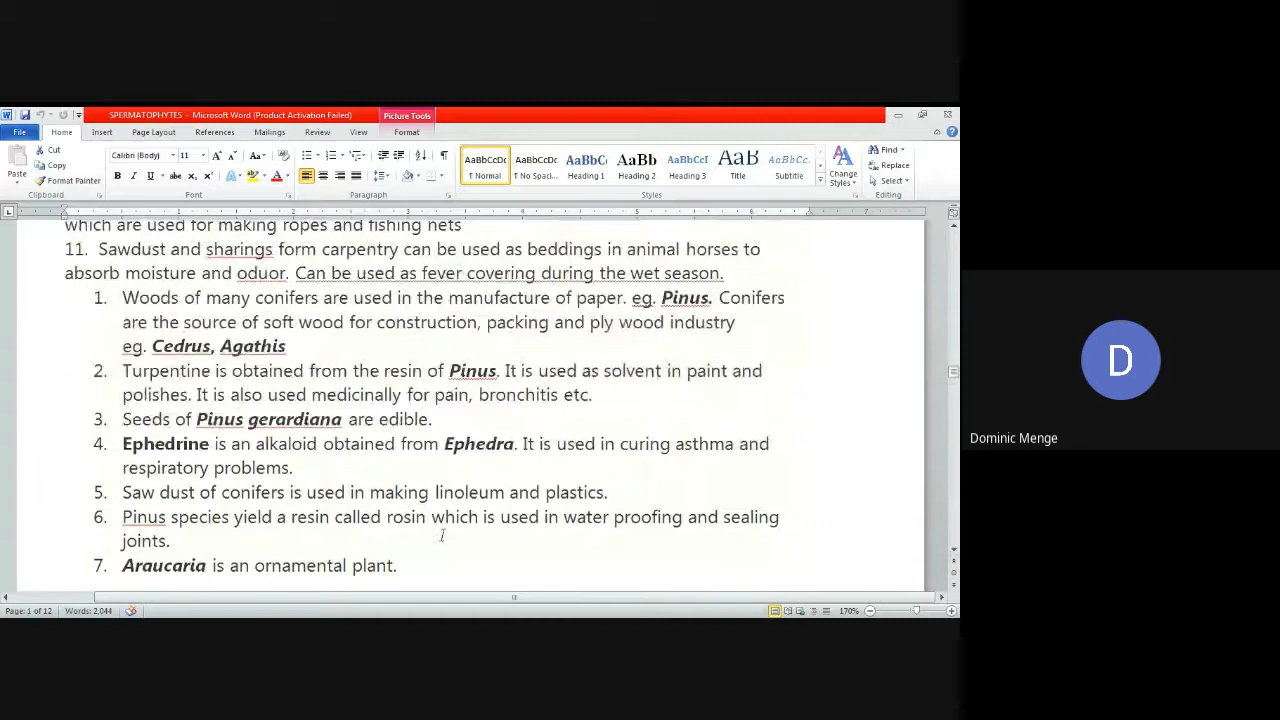 SPERMATOPHYTES - Microsoft Word (Product Activation Failed)
Picture Tools
File Home Insert Page Layout References Mailings Review View Format
Paste
Cut
Copy
Format Painter
Clipboard
Calibri (Body) 11
Font
Paragraph
AaBbCcDc AaBbCcDc AaBbC AaBb AaBbCcI AaB AaBbCc.
¶ Normal ¶ No Spaci... Heading 1 Heading 2 Heading 3 Title Subtitle
Change Styles
Styles
Find
Replace
Select
Editing
1 2 3 4 5 6 7
which are used for making ropes and fishing nets
11. Sawdust and sharings form carpentry can be used as beddings in animal horses to
absorb moisture and oduor. Can be used as fever covering during the wet season.
1. Woods of many conifers are used in the manufacture of paper. eg. Pinus. Conifers
are the source of soft wood for construction, packing and ply wood industry
eg. Cedrus, Agathis
2. Turpentine is obtained from the resin of Pinus. It is used as solvent in paint and
polishes. It is also used medicinally for pain, bronchitis etc.
3. Seeds of Pinus gerardiana are edible.
4. Ephedrine is an alkaloid obtained from Ephedra. It is used in curing asthma and
respiratory problems.
5. Saw dust of conifers is used in making linoleum and plastics.
6. Pinus species yield a resin called rosin which is used in water proofing and sealing
joints.
7. Araucaria is an ornamental plant.
Page: 1 of 12 Words: 2,044 170%
D
Dominic Menge